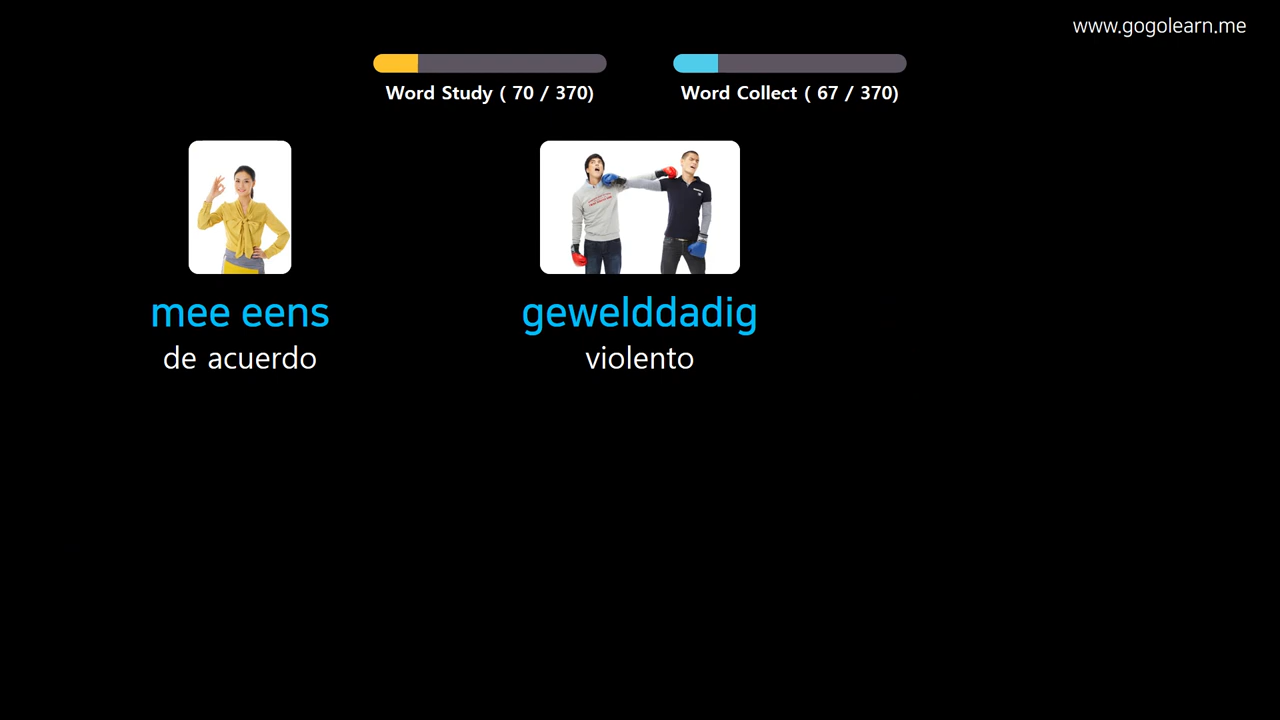 www.gogolearn.me
Word Study ( 70 / 370)
Word Collect ( 67 / 370)
mee eens
gewelddadig
de acuerdo
violento